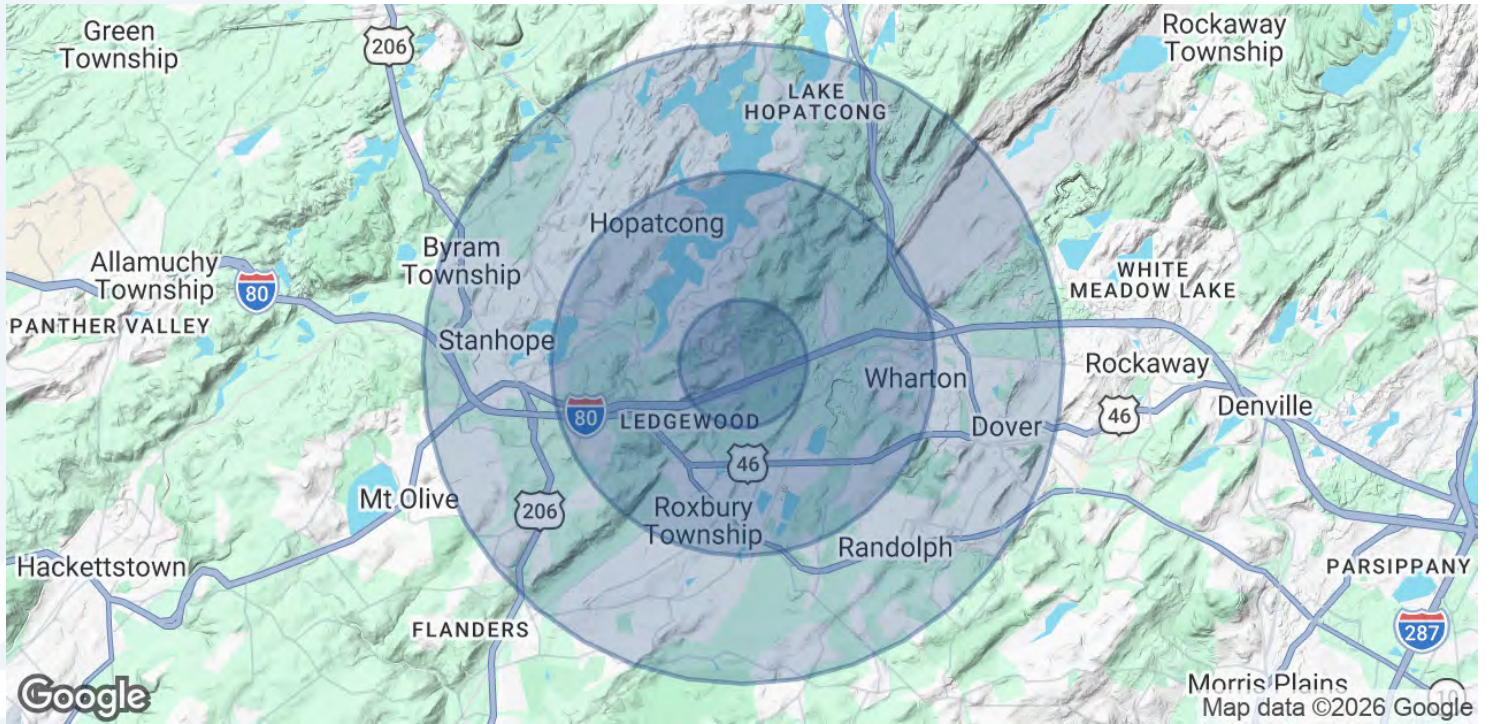 Green
Township
206
Rockaway
Township
LAKE
HOPATCONG
Hopatcong
Byram
Township
Allamuchy
Township
80
WHITE
MEADOW LAKE
PANTHER VALLEY
Stanhope
Rockaway
Wharton
80
LEDGEWOOD
46
Denville
Dover
46
Mt Olive
206
Roxbury
Township
Randolph
Hackettstown
PARSIPPANY
FLANDERS
287
Morris Plains
10
Google
Map data ©2026 Google